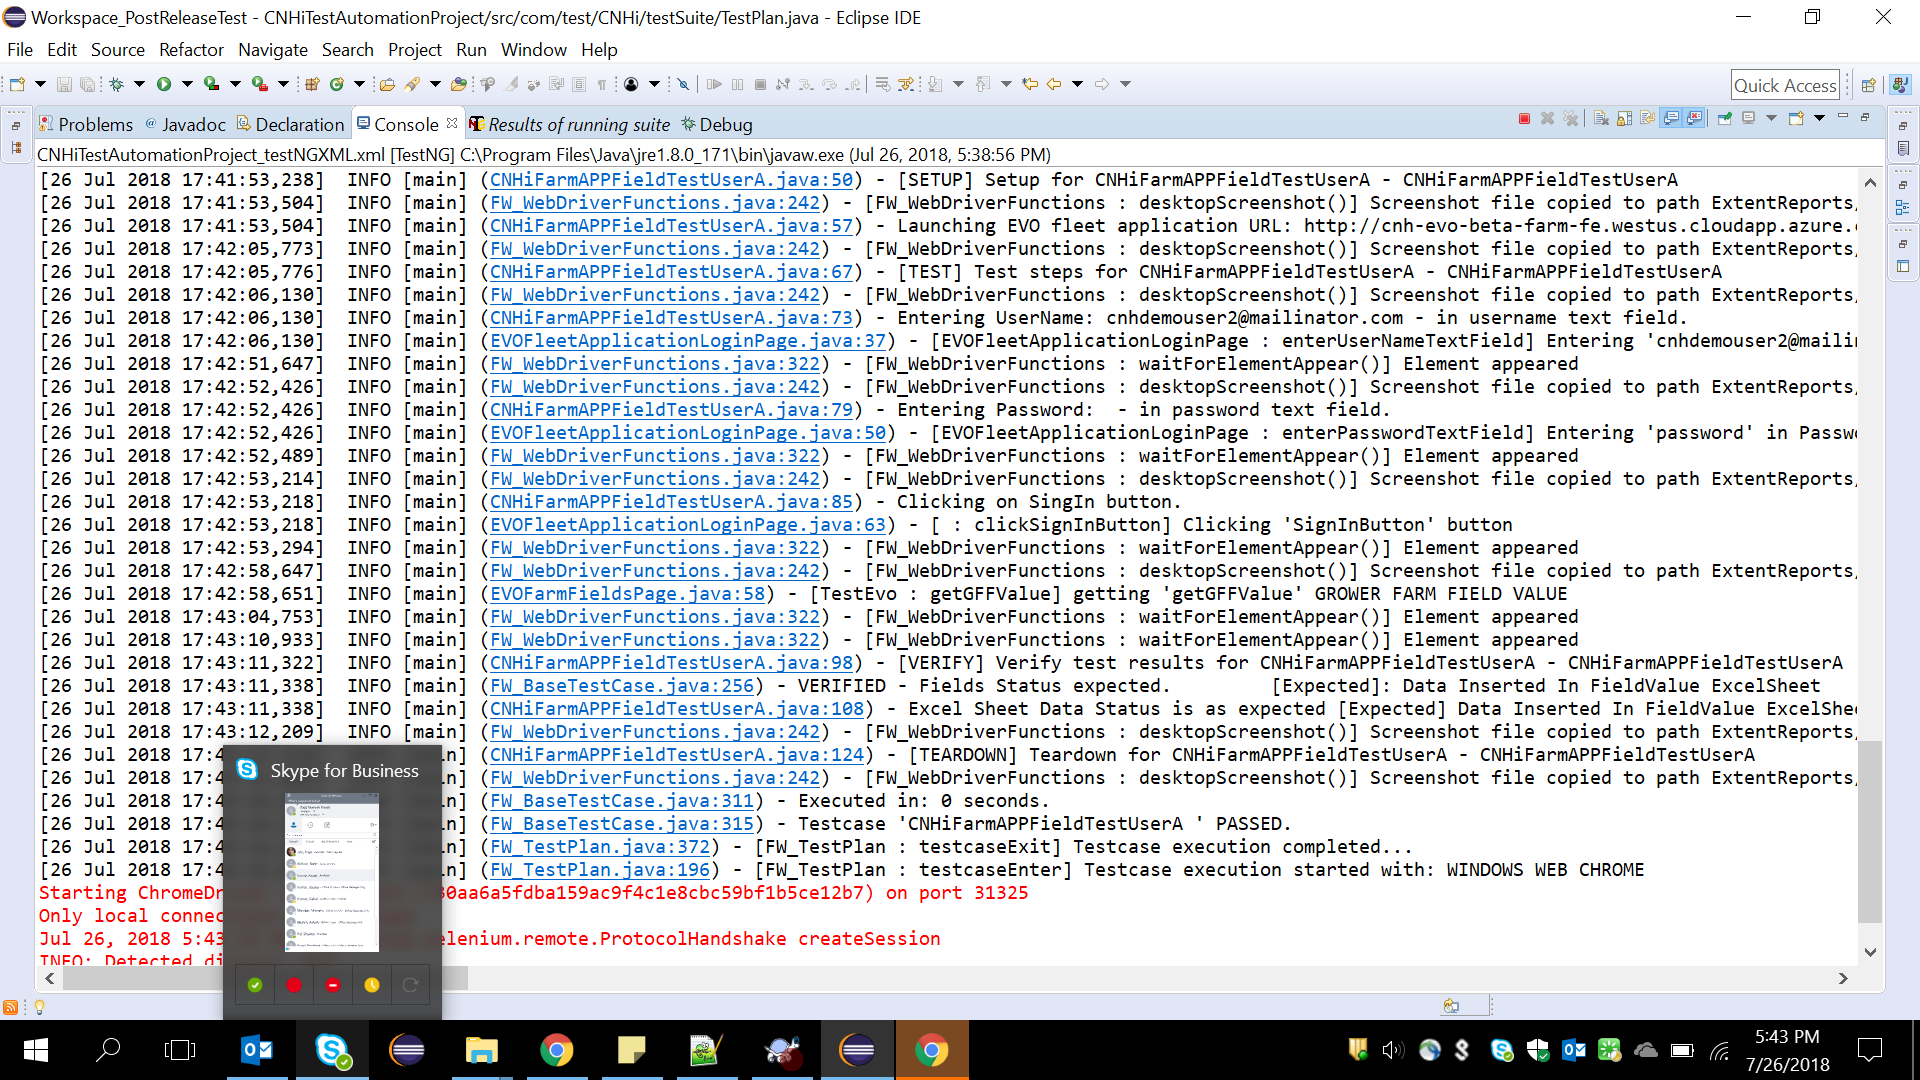 Workspace_PostReleaseTest - CNHiTestAutomationProject/src/com/test/CNHi/testSuite/TestPlan.java - Eclipse IDE
File Edit Source Refactor Navigate Search Project Run Window Help
Quick Access
Problems @ Javadoc Declaration Console Results of running suite Debug
CNHiTestAutomationProject_testNGXML.xml [TestNG] C:\Program Files\Java\jre1.8.0_171\bin\javaw.exe (Jul 26, 2018, 5:38:56 PM)
[26 Jul 2018 17:41:53,238] INFO [main] (CNHiFarmAPPFieldTestUserA.java:50) - [SETUP] Setup for CNHiFarmAPPFieldTestUserA - CNHiFarmAPPFieldTestUserA
[26 Jul 2018 17:41:53,504] INFO [main] (FW_WebDriverFunctions.java:242) - [FW_WebDriverFunctions : desktopScreenshot()] Screenshot file copied to path ExtentReports/
[26 Jul 2018 17:41:53,504] INFO [main] (CNHiFarmAPPFieldTestUserA.java:57) - Launching EVO fleet application URL: http://cnh-evo-beta-farm-fe.westus.cloudapp.azure.
[26 Jul 2018 17:42:05,773] INFO [main] (FW_WebDriverFunctions.java:242) - [FW_WebDriverFunctions : desktopScreenshot()] Screenshot file copied to path ExtentReports/
[26 Jul 2018 17:42:05,776] INFO [main] (CNHiFarmAPPFieldTestUserA.java:67) - [TEST] Test steps for CNHiFarmAPPFieldTestUserA - CNHiFarmAPPFieldTestUserA
[26 Jul 2018 17:42:06,130] INFO [main] (FW_WebDriverFunctions.java:242) - [FW_WebDriverFunctions : desktopScreenshot()] Screenshot file copied to path ExtentReports/
[26 Jul 2018 17:42:06,130] INFO [main] (CNHiFarmAPPFieldTestUserA.java:73) - Entering UserName: cnhdemouser2@mailinator.com - in username text field.
[26 Jul 2018 17:42:06,130] INFO [main] (EVOFleetApplicationLoginPage.java:37) - [EVOFleetApplicationLoginPage : enterUserNameTextField] Entering 'cnhdemouser2@mailin
[26 Jul 2018 17:42:51,647] INFO [main] (FW_WebDriverFunctions.java:322) - [FW_WebDriverFunctions : waitForElementAppear()] Element appeared
[26 Jul 2018 17:42:52,426] INFO [main] (FW_WebDriverFunctions.java:242) - [FW_WebDriverFunctions : desktopScreenshot()] Screenshot file copied to path ExtentReports/
[26 Jul 2018 17:42:52,426] INFO [main] (CNHiFarmAPPFieldTestUserA.java:79) - Entering Password:  - in password text field.
[26 Jul 2018 17:42:52,426] INFO [main] (EVOFleetApplicationLoginPage.java:50) - [EVOFleetApplicationLoginPage : enterPasswordTextField] Entering 'password' in Passwo
[26 Jul 2018 17:42:52,489] INFO [main] (FW_WebDriverFunctions.java:322) - [FW_WebDriverFunctions : waitForElementAppear()] Element appeared
[26 Jul 2018 17:42:53,214] INFO [main] (FW_WebDriverFunctions.java:242) - [FW_WebDriverFunctions : desktopScreenshot()] Screenshot file copied to path ExtentReports/
[26 Jul 2018 17:42:53,218] INFO [main] (CNHiFarmAPPFieldTestUserA.java:85) - Clicking on SingIn button.
[26 Jul 2018 17:42:53,218] INFO [main] (EVOFleetApplicationLoginPage.java:63) - [ : clickSignInButton] Clicking 'SignInButton' button
[26 Jul 2018 17:42:53,294] INFO [main] (FW_WebDriverFunctions.java:322) - [FW_WebDriverFunctions : waitForElementAppear()] Element appeared
[26 Jul 2018 17:42:58,647] INFO [main] (FW_WebDriverFunctions.java:242) - [FW_WebDriverFunctions : desktopScreenshot()] Screenshot file copied to path ExtentReports/
[26 Jul 2018 17:42:58,651] INFO [main] (EVOFarmFieldsPage.java:58) - [TestEvo : getGFFValue] getting 'getGFFValue' GROWER FARM FIELD VALUE
[26 Jul 2018 17:43:04,753] INFO [main] (FW_WebDriverFunctions.java:322) - [FW_WebDriverFunctions : waitForElementAppear()] Element appeared
[26 Jul 2018 17:43:10,933] INFO [main] (FW_WebDriverFunctions.java:322) - [FW_WebDriverFunctions : waitForElementAppear()] Element appeared
[26 Jul 2018 17:43:11,322] INFO [main] (CNHiFarmAPPFieldTestUserA.java:98) - [VERIFY] Verify test results for CNHiFarmAPPFieldTestUserA - CNHiFarmAPPFieldTestUserA
[26 Jul 2018 17:43:11,338] INFO [main] (FW_BaseTestCase.java:256) - VERIFIED - Fields Status expected. [Expected]: Data Inserted In FieldValue ExcelSheet
[26 Jul 2018 17:43:11,338] INFO [main] (CNHiFarmAPPFieldTestUserA.java:108) - Excel Sheet Data Status is as expected [Expected] Data Inserted In FieldValue ExcelShe
[26 Jul 2018 17:43:12,209] INFO [main] (FW_WebDriverFunctions.java:242) - [FW_WebDriverFunctions : desktopScreenshot()] Screenshot file copied to path ExtentReports/
[26 Jul 2018 17:4 n] (CNHiFarmAPPFieldTestUserA.java:124) - [TEARDOWN] Teardown for CNHiFarmAPPFieldTestUserA - CNHiFarmAPPFieldTestUserA
[26 Jul 2018 17:4 n] (FW_WebDriverFunctions.java:242) - [FW_WebDriverFunctions : desktopScreenshot()] Screenshot file copied to path ExtentReports/
[26 Jul 2018 17:4 n] (FW_BaseTestCase.java:311) - Executed in: 0 seconds.
[26 Jul 2018 17:4 n] (FW_BaseTestCase.java:315) - Testcase 'CNHiFarmAPPFieldTestUserA ' PASSED.
[26 Jul 2018 17:4 n] (FW_TestPlan.java:372) - [FW_TestPlan : testcaseExit] Testcase execution completed...
[26 Jul 2018 17:4 n] (FW_TestPlan.java:196) - [FW_TestPlan : testcaseEnter] Testcase execution started with: WINDOWS WEB CHROME
Starting ChromeDr 80aa6a5fdba159ac9f4c1e8cbc59bf1b5ce12b7) on port 31325
Only local connec
Jul 26, 2018 5:43 elenium.remote.ProtocolHandshake createSession
INFO: Detected di
Skype for Business
5:43 PM
7/26/2018